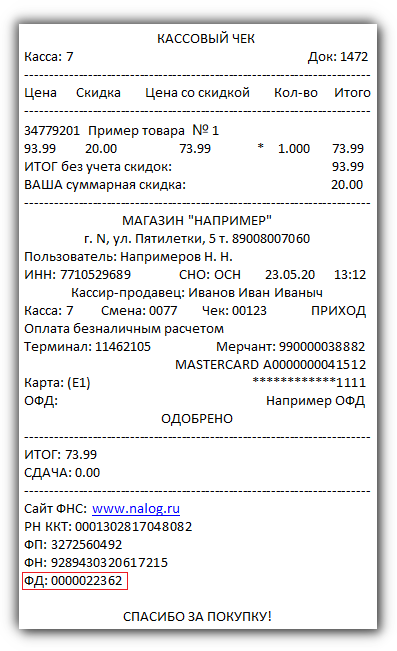 КАССОВЫЙ ЧЕК
Касса: 7 Док: 1472
Цена Скидка Цена со скидкой Кол-во Итого
34779201 Пример товара № 1
93.99 20.00 73.99 * 1.000 73.99
ИТОГ без учета скидок: 93.99
ВАША суммарная скидка: 20.00
МАГАЗИН "НАПРИМЕР"
г. N, ул. Пятилетки, 5 т. 89008007060
Пользователь: Напримеров Н. Н.
ИНН: 7710529689 СНО: ОСН 23.05.20 13:12
Кассир-продавец: Иванов Иван Иваныч
Касса: 7 Смена: 0077 Чек: 00123 ПРИХОД
Оплата безналичным расчетом
Терминал: 11462105 Мерчант: 990000038882
MASTERCARD A0000000041512
Карта: (E1) ************1111
ОФД: Например ОФД
ОДОБРЕНО
ИТОГ: 73.99
СДАЧА: 0.00
Сайт ФНС: www.nalog.ru
РН ККТ: 0001302817048082
ФП: 3272560492
ФН: 9289430320617215
ФД: 0000022362
СПАСИБО ЗА ПОКУПКУ!